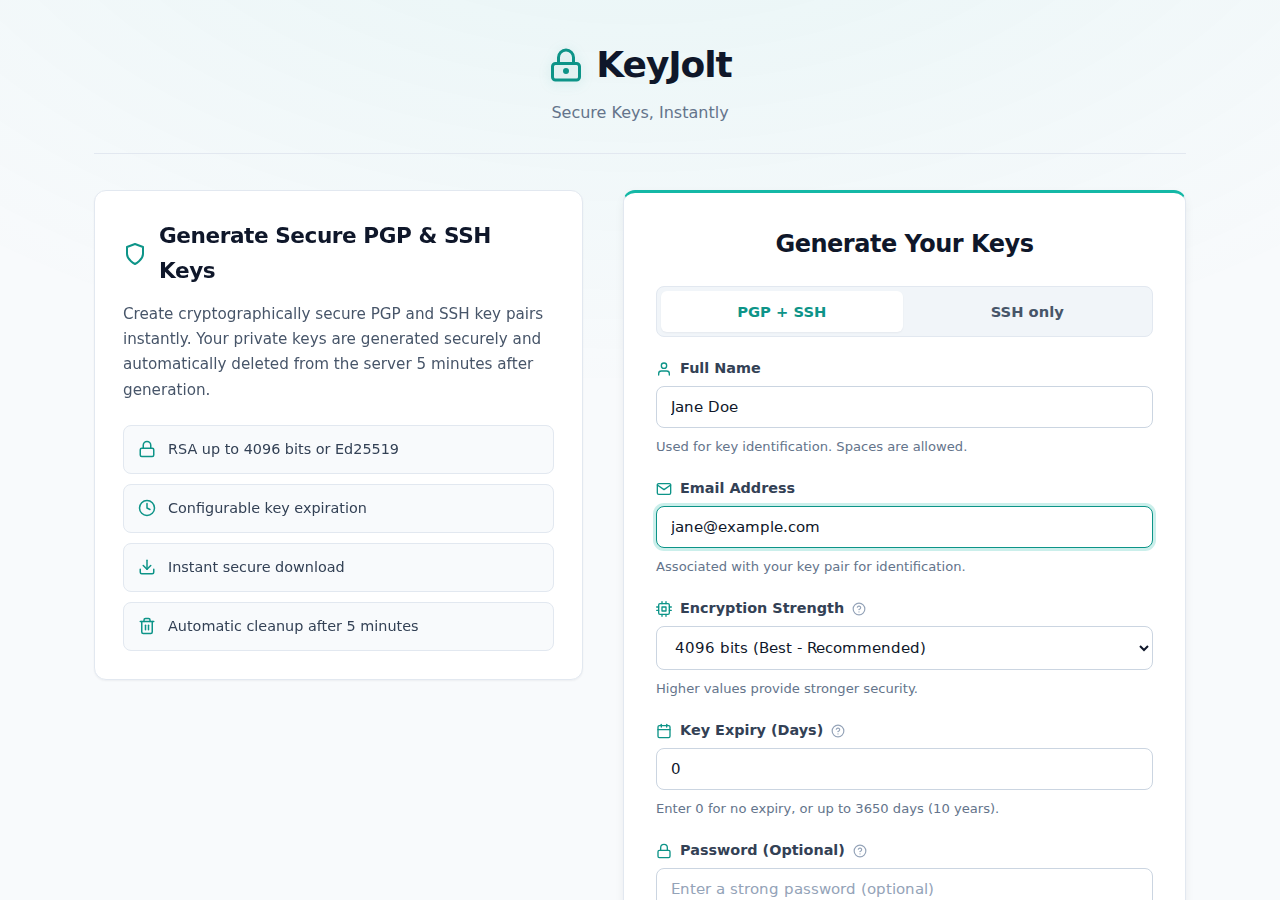 KeyJolt
Secure Keys, Instantly
Generate Secure PGP & SSH
Keys
Create cryptographically secure PGP and SSH key pairs
instantly. Your private keys are generated securely and
automatically deleted from the server 5 minutes after
generation.
RSA up to 4096 bits or Ed25519
Configurable key expiration
Instant secure download
Automatic cleanup after 5 minutes
Generate Your Keys
PGP + SSH
SSH only
Full Name
Jane Doe
Used for key identification. Spaces are allowed.
Email Address
jane@example.com
Associated with your key pair for identification.
Encryption Strength
4096 bits (Best - Recommended)
Higher values provide stronger security.
Key Expiry (Days)
0
Enter 0 for no expiry, or up to 3650 days (10 years).
Password (Optional)
Enter a strong password (optional)